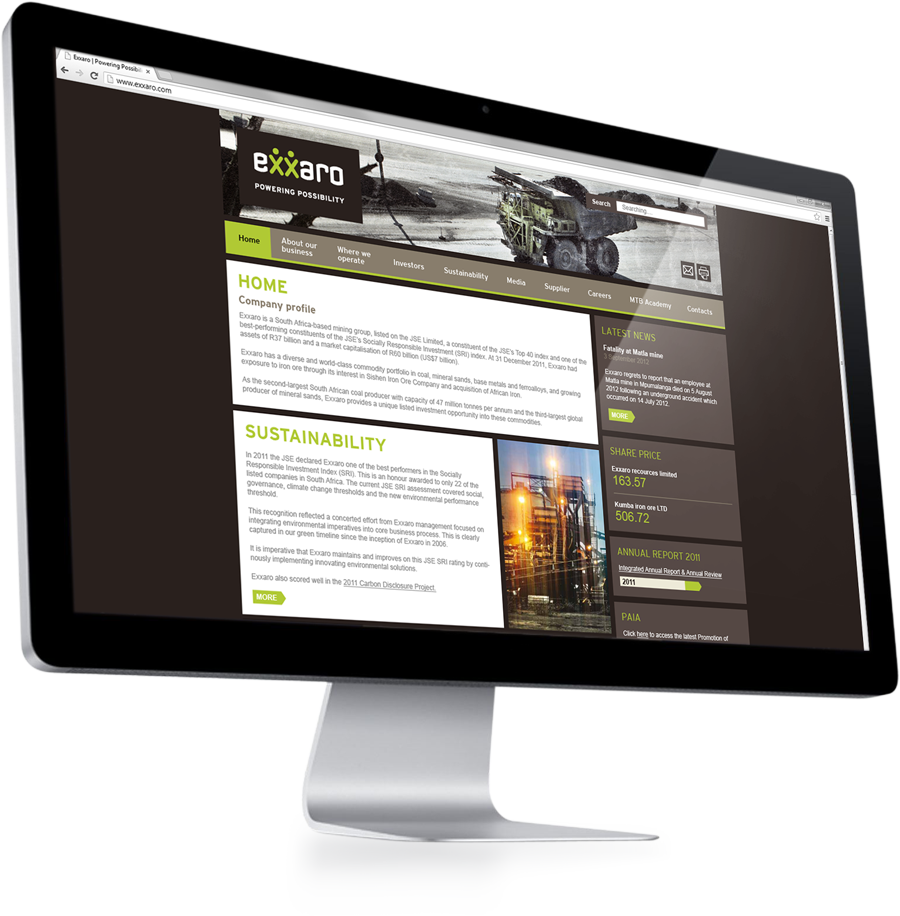 Exxaro | Powering Possibi
www.exxaro.com
exxaro
POWERING POSSIBILITY
Search
Searching...
Home
About our
business
Where we
operate
Investors
Sustainability
Media
Supplier
Careers
MTB Academy
Contacts
HOME
Company profile
Exxaro is a South Africa-based mining group, listed on the JSE Limited, a constituent of the JSE's Top 40 index and one of the
best-performing constituents of the JSE's Socially Responsible Investment (SRI) index. At 31 December 2011, Exxaro had
assets of R37 billion and a market capitalisation of R60 billion (US$7 billion).
Exxaro has a diverse and world-class commodity portfolio in coal, mineral sands, base metals and ferroalloys, and growing
exposure to iron ore through its interest in Sishen Iron Ore Company and acquisition of African Iron.
As the second-largest South African coal producer with capacity of 47 million tonnes per annum and the third-largest global
producer of mineral sands, Exxaro provides a unique listed investment opportunity into these commodities.
SUSTAINABILITY
In 2011 the JSE declared Exxaro one of the best performers in the Socially
Responsible Investment Index (SRI). This is an honour awarded to only 22 of the
listed companies in South Africa. The current JSE SRI assessment covered social,
governance, climate change thresholds and the new environmental performance
threshold.
This recognition reflected a concerted effort from Exxaro management focused on
integrating environmental imperatives into core business process. This is clearly
captured in our green timeline since the inception of Exxaro in 2006.
It is imperative that Exxaro maintains and improves on this JSE SRI rating by conti-
nously implementing innovating environmental solutions.
Exxaro also scored well in the 2011 Carbon Disclosure Project.
MORE
LATEST NEWS
Fatality at Matla mine
3 September 2012
Exxaro regrets to report that an employee at
Matla mine in Mpumalanga died on 5 August
2012 following an underground accident which
occurred on 14 July 2012.
MORE
SHARE PRICE
Exxaro recources limited
163.57
Kumba iron ore LTD
506.72
ANNUAL REPORT 2011
Integrated Annual Report & Annual Review
2011
PAIA
Click here to access the latest Promotion of